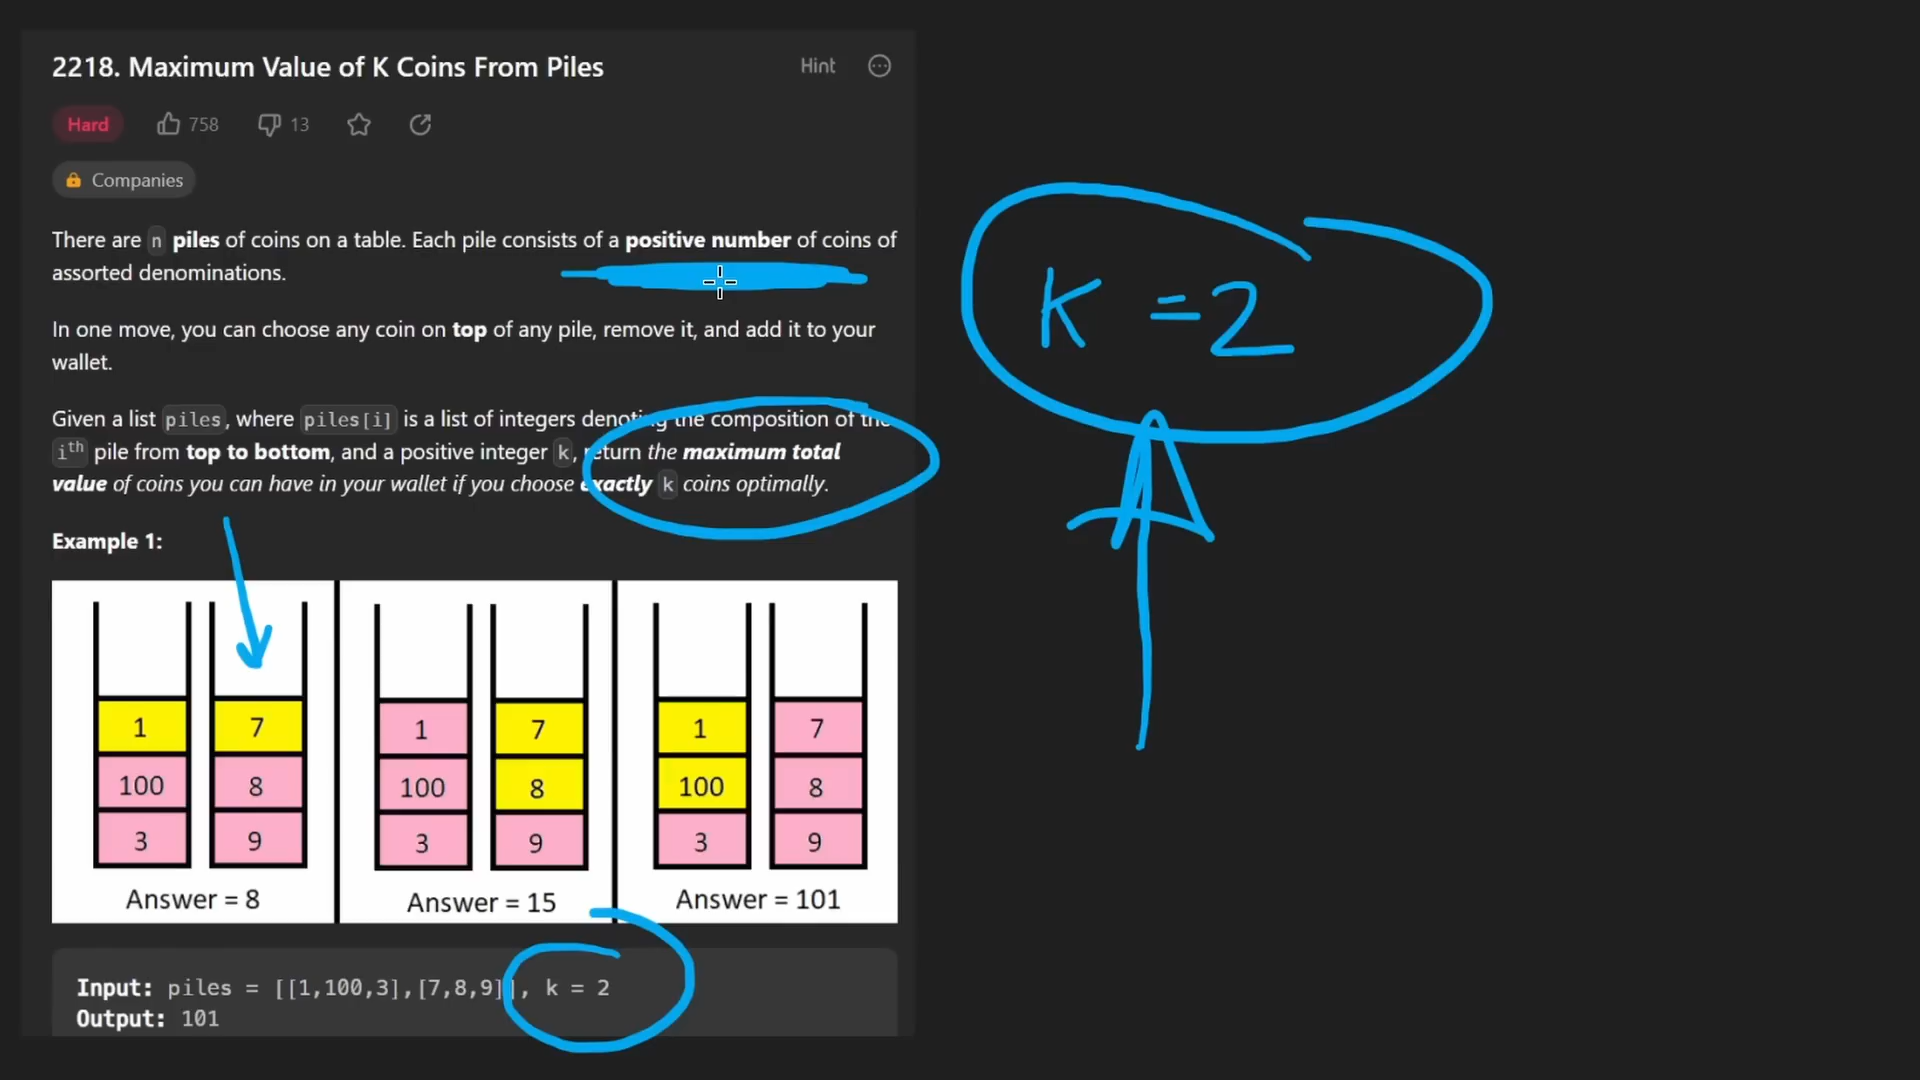 2218. Maximum Value of K Coins From Piles
Hint
Hard 758 13
Companies
There are n piles of coins on a table. Each pile consists of a positive number of coins of
assorted denominations.
In one move, you can choose any coin on top of any pile, remove it, and add it to your
wallet.
Given a list piles, where piles[i] is a list of integers denoting the composition of the
ith pile from top to bottom, and a positive integer k, return the maximum total
value of coins you can have in your wallet if you choose exactly k coins optimally.
Example 1:
1 7
100 8
3 9
Answer = 8
1 7
100 8
3 9
Answer = 15
1 7
100 8
3 9
Answer = 101
Input: piles = [[1,100,3],[7,8,9]], k = 2
Output: 101
K = 2